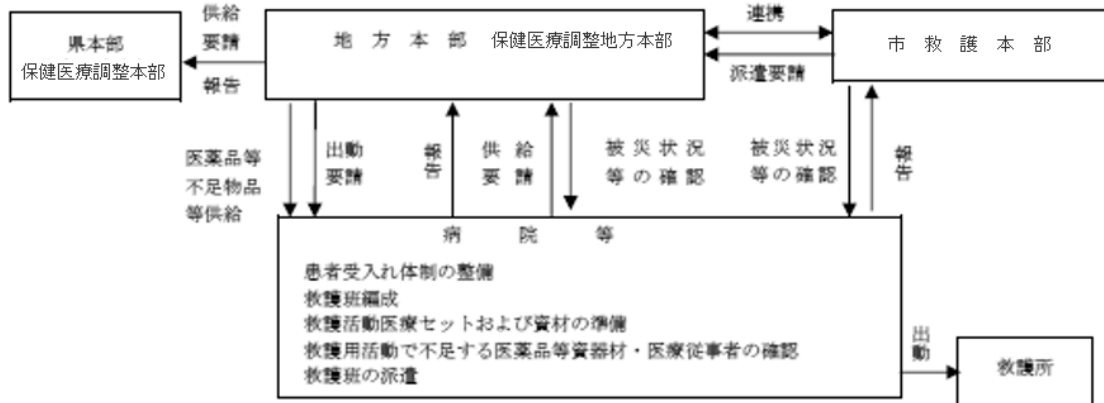 県本部
保健医療調整本部
供給
要請
報告
地方本部 保健医療調整地方本部
連携
派遣要請
市救護本部
医薬品等
不足物品
等供給
出動
要請
報告
供給
要請
被災状況
等の確認
被災状況
等の確認
報告
病院等
患者受入れ体制の整備
救護班編成
救護活動医療セットおよび資材の準備
救護用活動で不足する医薬品等資器材・医療従事者の確認
救護班の派遣
出動
救護所